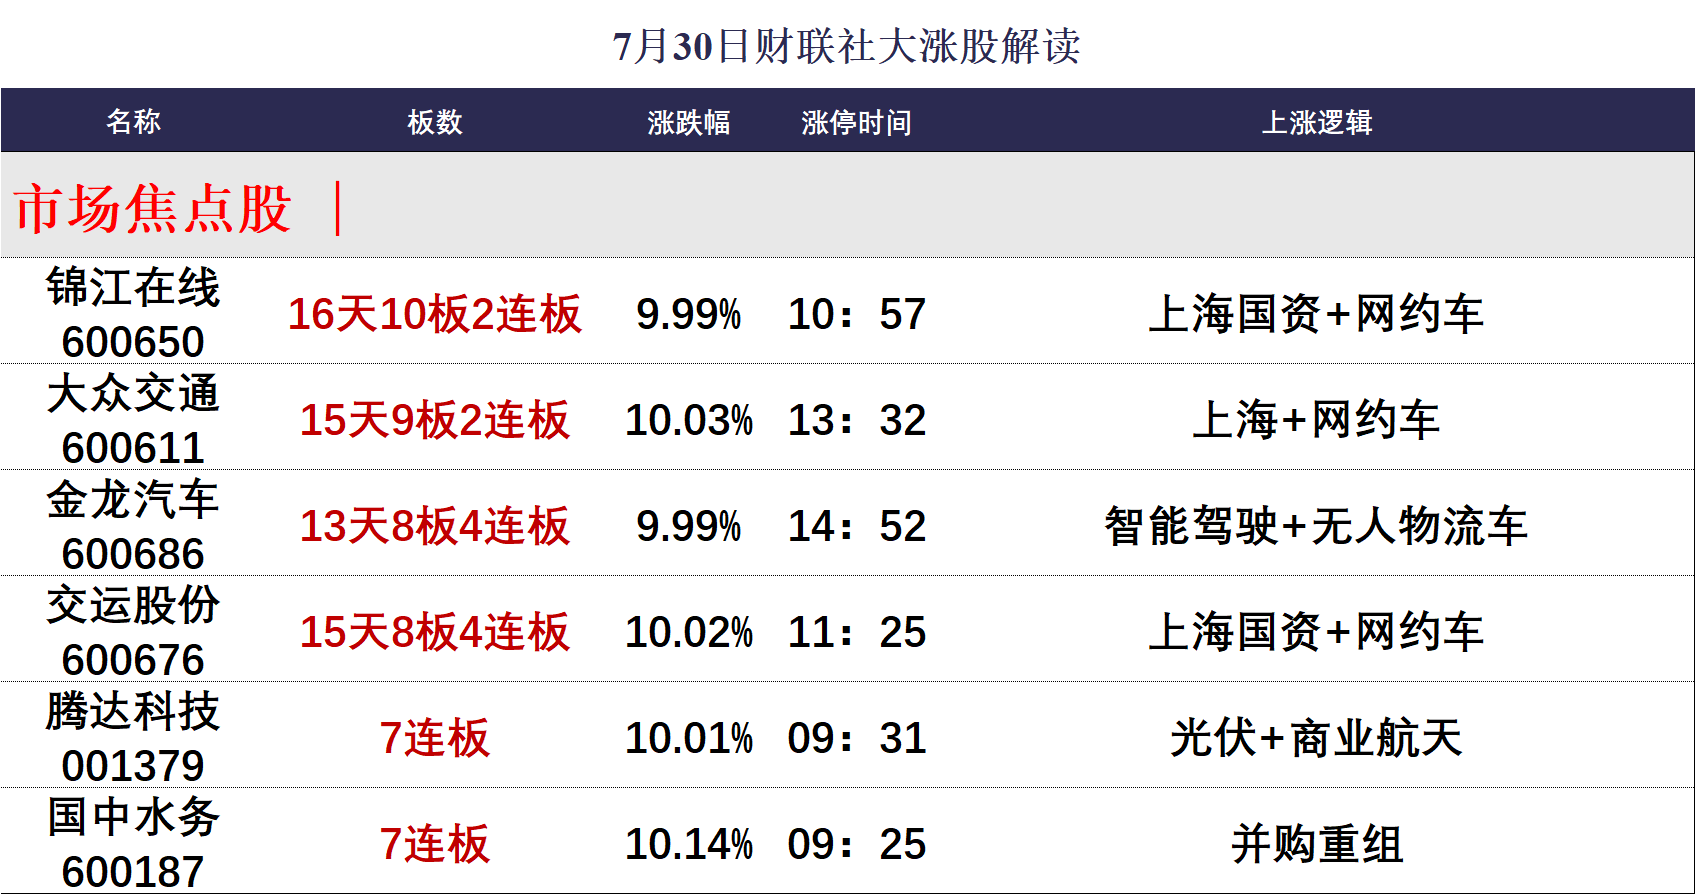 7月30日财联社大涨股解读
名称 板数 涨跌幅 涨停时间 上涨逻辑
市场焦点股 |
锦江在线
600650 16天10板2连板 9.99% 10：57 上海国资+网约车
大众交通
600611 15天9板2连板 10.03% 13：32 上海+网约车
金龙汽车
600686 13天8板4连板 9.99% 14：52 智能驾驶+无人物流车
交运股份
600676 15天8板4连板 10.02% 11：25 上海国资+网约车
腾达科技
001379 7连板 10.01% 09：31 光伏+商业航天
国中水务
600187 7连板 10.14% 09：25 并购重组